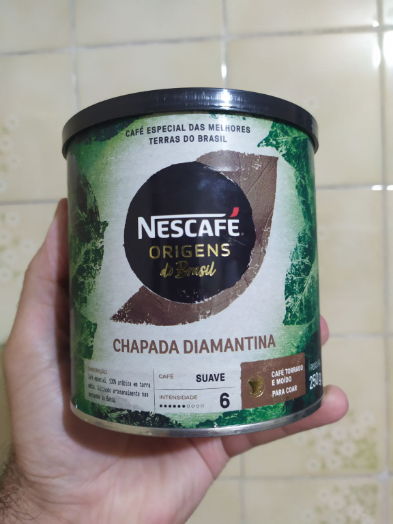 CAFÉ ESPECIAL DAS MELHORES
TERRAS DO BRASIL
NESCAFÉ
ORIGENS
do Brasil
CHAPADA DIAMANTINA
CAFÉ SUAVE
INTENSIDADE 6
CAFÉ TORRADO
E MOÍDO
PARA COAR
250 g